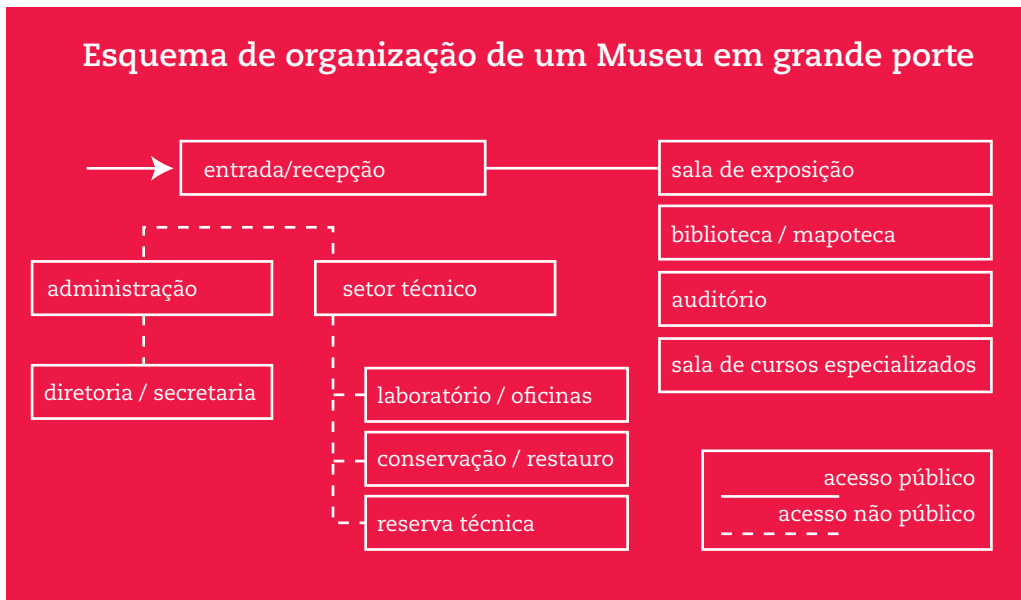 Esquema de organização de um Museu em grande porte
entrada/recepção
sala de exposição
biblioteca / mapoteca
auditório
sala de cursos especializados
administração
setor técnico
diretoria / secretaria
laboratório / oficinas
conservação / restauro
reserva técnica
acesso público
acesso não público